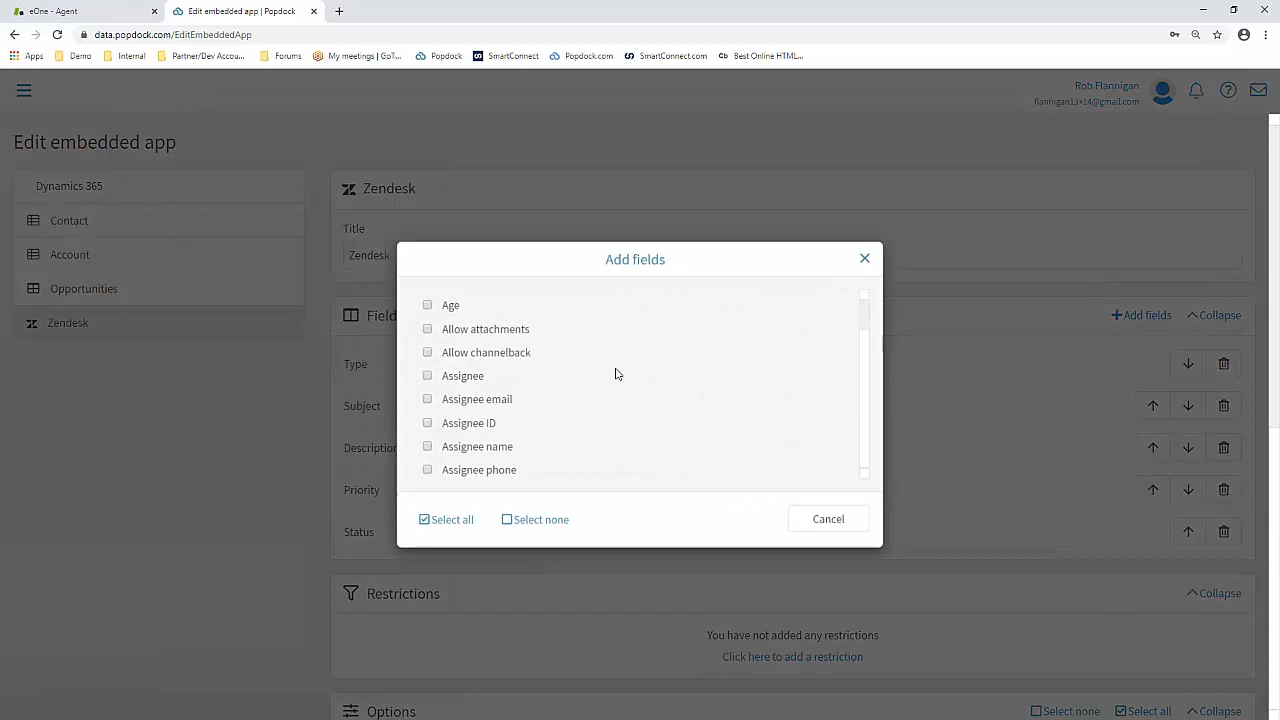 eOne - Agent
Edit embedded app | Popdock
data.popdock.com/EditEmbeddedApp
Apps
Demo
Internal
Partner/Dev Accou...
Forums
My meetings | GoT...
Popdock
SmartConnect
Popdock.com
SmartConnect.com
Best Online HTML...
Rob Flannigan
flannigan13+14@gmail.com
Edit embedded app
Dynamics 365
Contact
Account
Opportunities
Zendesk
Zendesk
Title
Zendesk
Field
Add fields
Collapse
Type
Subject
Description
Priority
Status
Add fields
Age
Allow attachments
Allow channelback
Assignee
Assignee email
Assignee ID
Assignee name
Assignee phone
Select all
Select none
Cancel
Restrictions
Collapse
You have not added any restrictions
Click here to add a restriction
Options
Select none
Select all
Collapse